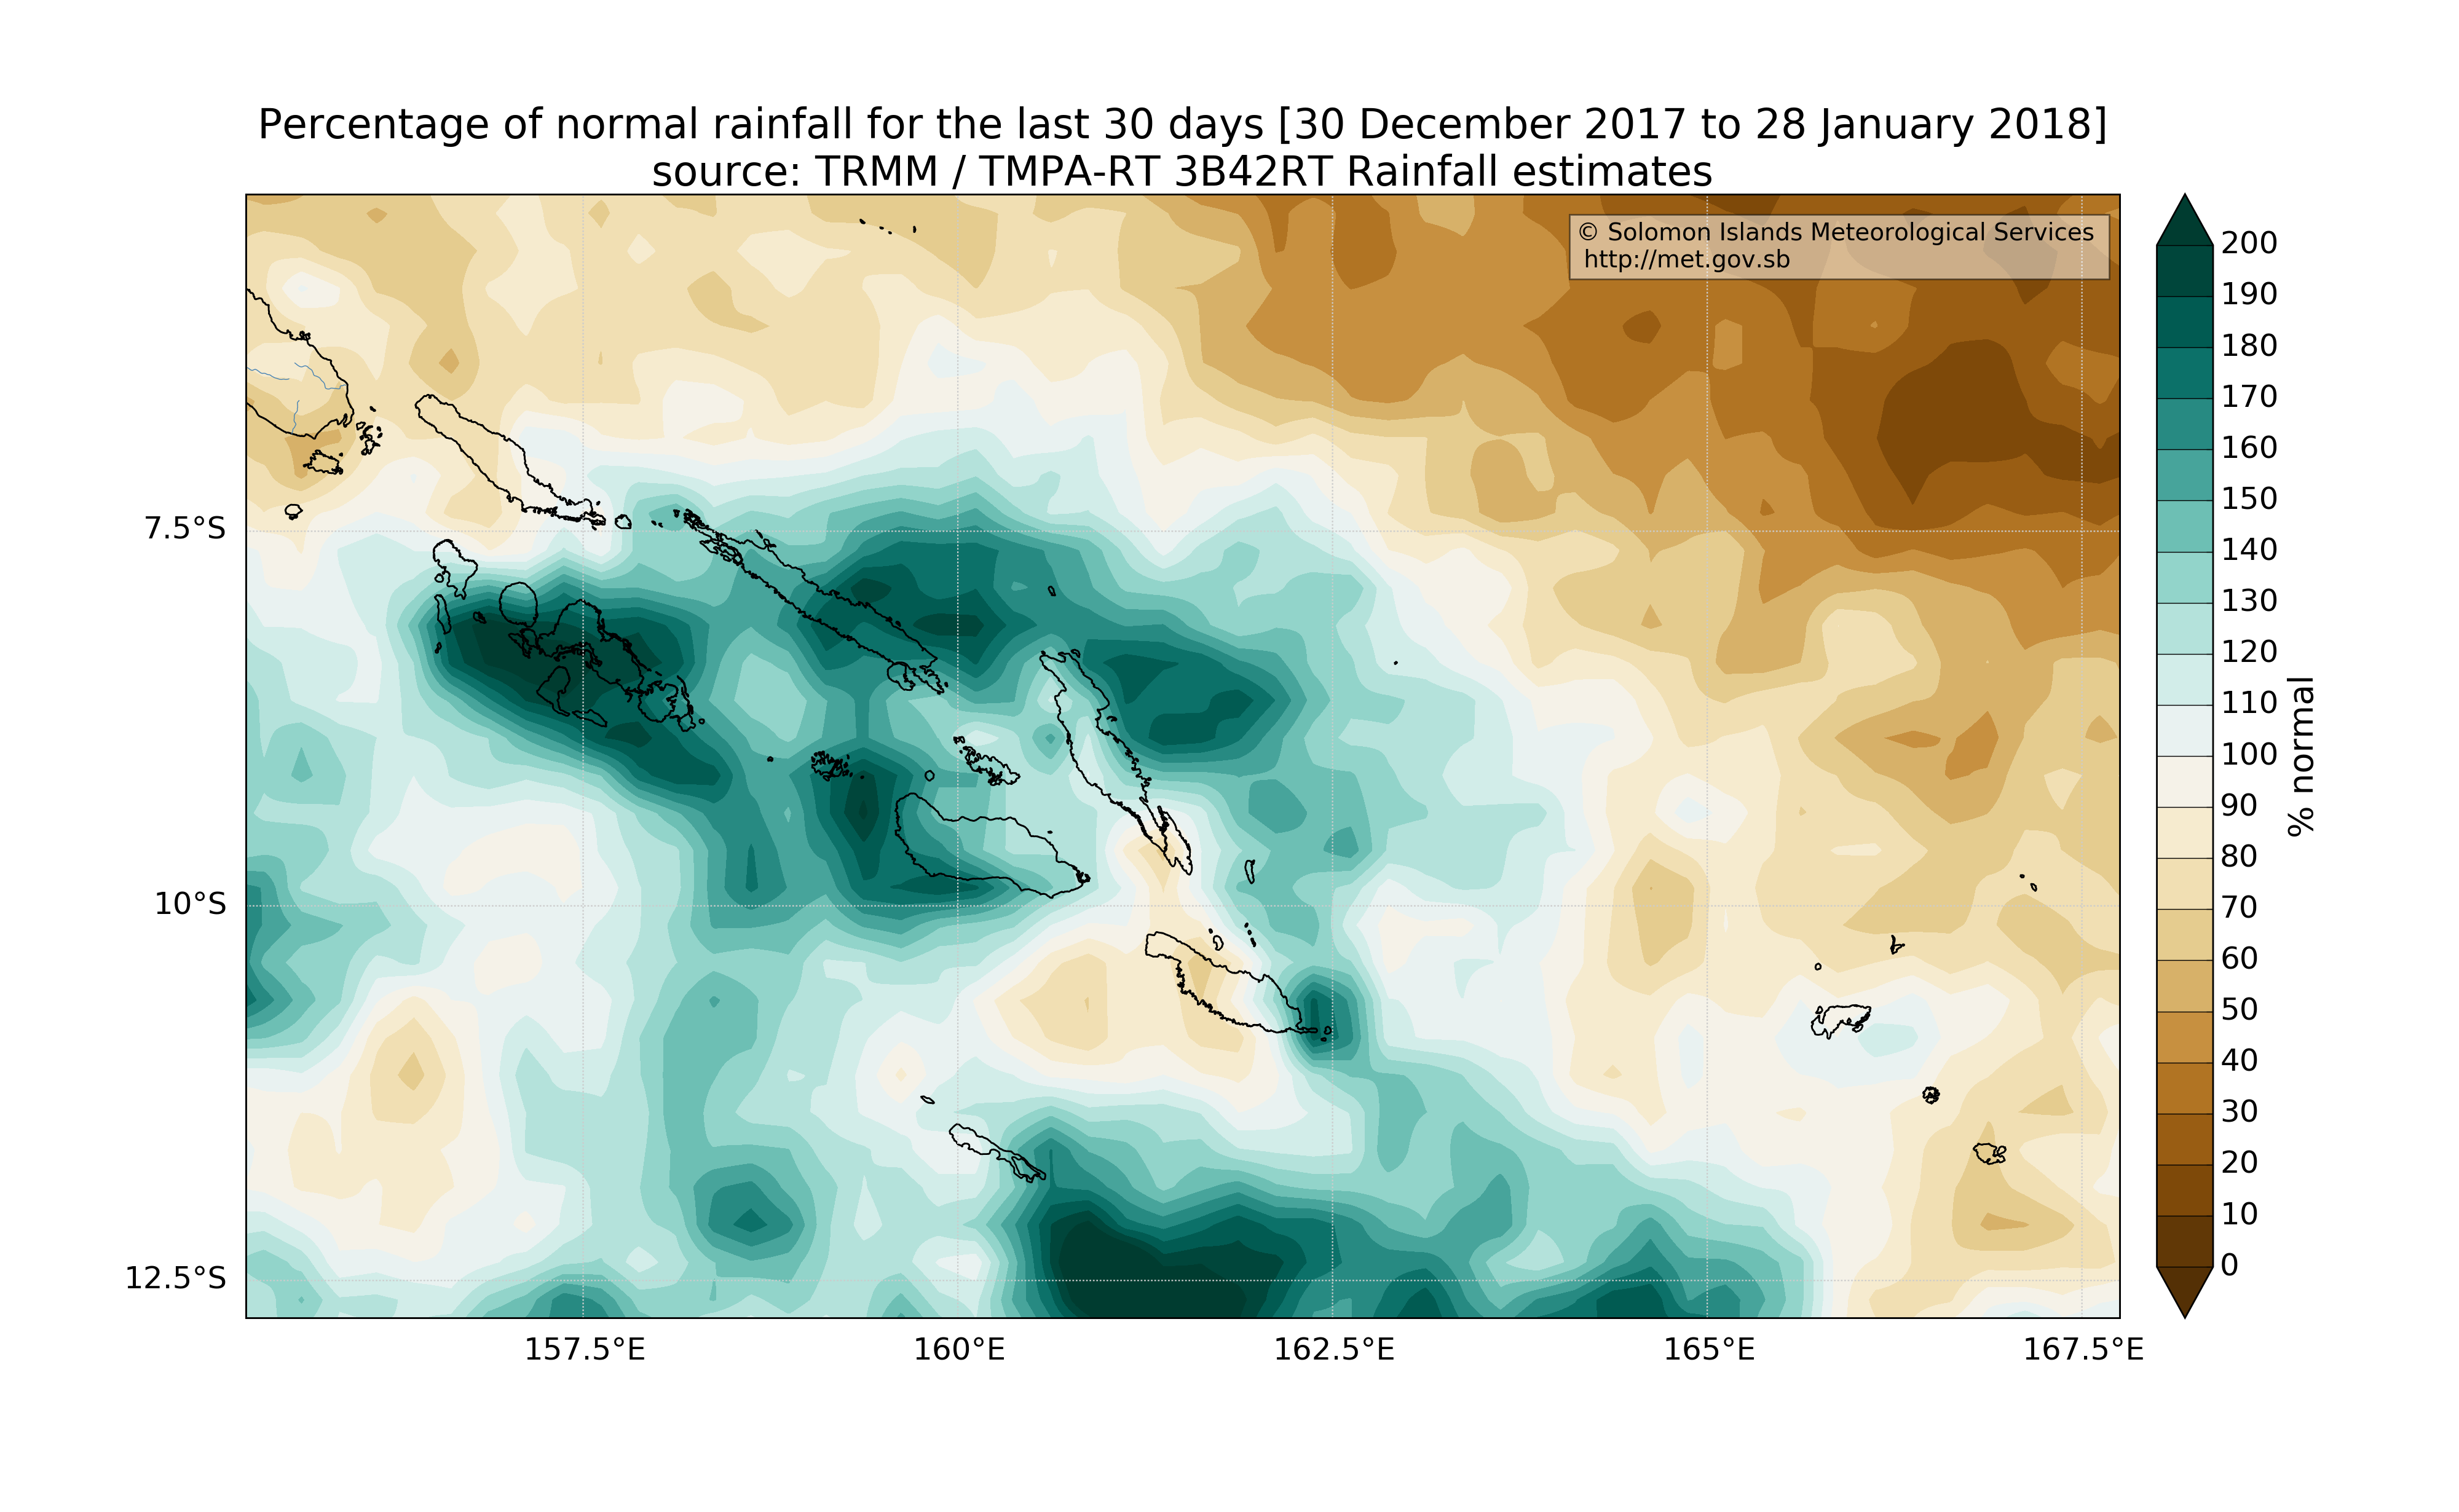 Percentage of normal rainfall for the last 30 days [30 December 2017 to 28 January 2018]
source: TRMM / TMPA-RT 3B42RT Rainfall estimates
© Solomon Islands Meteorological Services
http://met.gov.sb
7.5°S
10°S
12.5°S
157.5°E
160°E
162.5°E
165°E
167.5°E
200
190
180
170
160
150
140
130
120
110
100
90
80
70
60
50
40
30
20
10
0
% normal